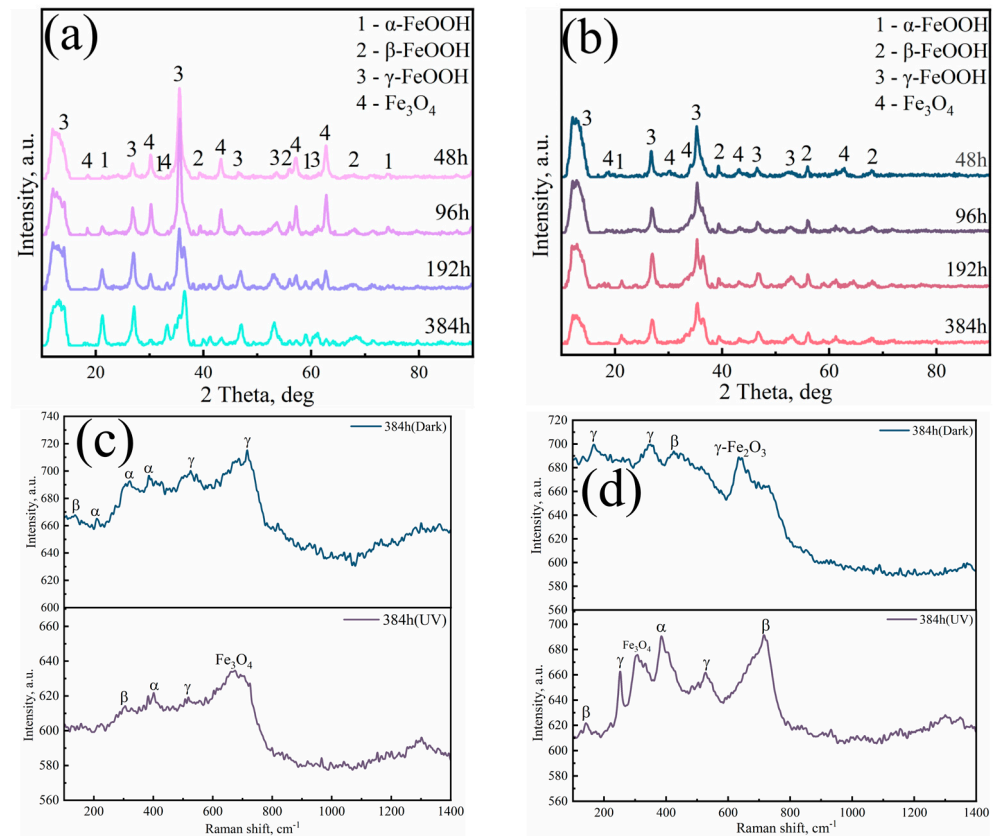 (a)
1 - α-FeOOH
2 - β-FeOOH
3 - γ-FeOOH
4 - Fe₃O₄
3 4 1 3 4 14 3 2 4 3 32 4 13 4 2 1
48h
96h
192h
384h
Intensity, a.u.
20 40 60 80
2 Theta, deg
(b)
1 - α-FeOOH
2 - β-FeOOH
3 - γ-FeOOH
4 - Fe₃O₄
3 4 1 3 4 4 3 2 4 3 3 2 4 2
48h
96h
192h
384h
Intensity, a.u.
20 40 60 80
2 Theta, deg
(c)
384h(Dark)
β α α α γ γ
740
720
700
680
660
640
620
600
Intensity, a.u.
384h(UV)
β α γ Fe₃O₄
660
640
620
600
580
560
Intensity, a.u.
200 400 600 800 1000 1200 1400
Raman shift, cm⁻¹
(d)
384h(Dark)
γ γ β γ-Fe₂O₃
720
700
680
660
640
620
600
580
560
Intensity, a.u.
384h(UV)
β γ Fe₃O₄ α γ β
700
680
660
640
620
600
580
560
Intensity, a.u.
200 400 600 800 1000 1200 1400
Raman shift, cm⁻¹